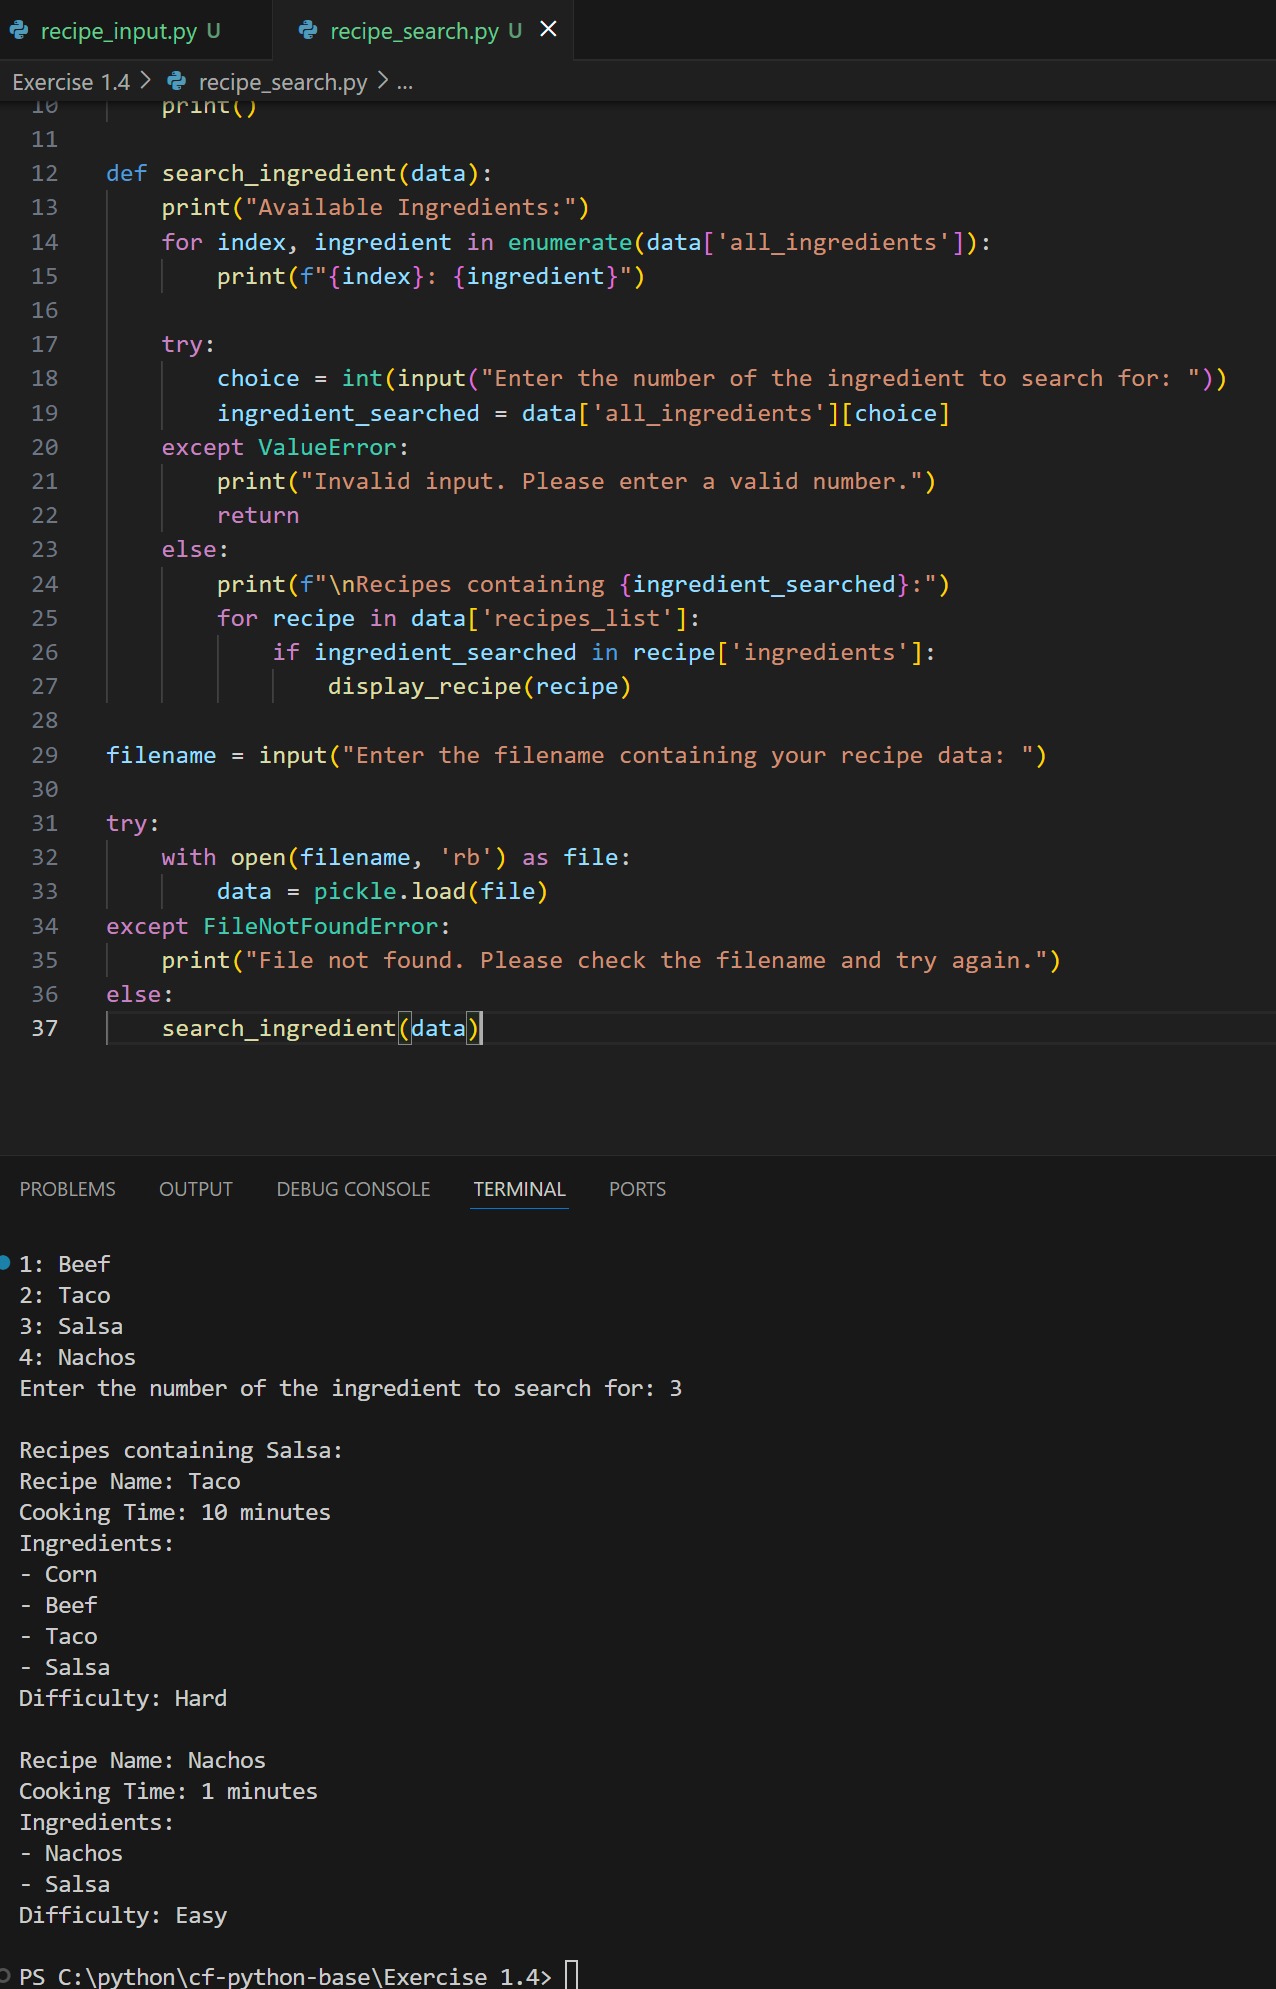 recipe_input.py U recipe_search.py U
Exercise 1.4 > recipe_search.py > ...
10 print()
11
12 def search_ingredient(data):
13 print("Available Ingredients:")
14 for index, ingredient in enumerate(data['all_ingredients']):
15 print(f"{index}: {ingredient}")
16
17 try:
18 choice = int(input("Enter the number of the ingredient to search for: "))
19 ingredient_searched = data['all_ingredients'][choice]
20 except ValueError:
21 print("Invalid input. Please enter a valid number.")
22 return
23 else:
24 print(f"\nRecipes containing {ingredient_searched}:")
25 for recipe in data['recipes_list']:
26 if ingredient_searched in recipe['ingredients']:
27 display_recipe(recipe)
28
29 filename = input("Enter the filename containing your recipe data: ")
30
31 try:
32 with open(filename, 'rb') as file:
33 data = pickle.load(file)
34 except FileNotFoundError:
35 print("File not found. Please check the filename and try again.")
36 else:
37 search_ingredient(data)
PROBLEMS OUTPUT DEBUG CONSOLE TERMINAL PORTS
1: Beef
2: Taco
3: Salsa
4: Nachos
Enter the number of the ingredient to search for: 3
Recipes containing Salsa:
Recipe Name: Taco
Cooking Time: 10 minutes
Ingredients:
- Corn
- Beef
- Taco
- Salsa
Difficulty: Hard
Recipe Name: Nachos
Cooking Time: 1 minutes
Ingredients:
- Nachos
- Salsa
Difficulty: Easy
PS C:\python\cf-python-base\Exercise 1.4>